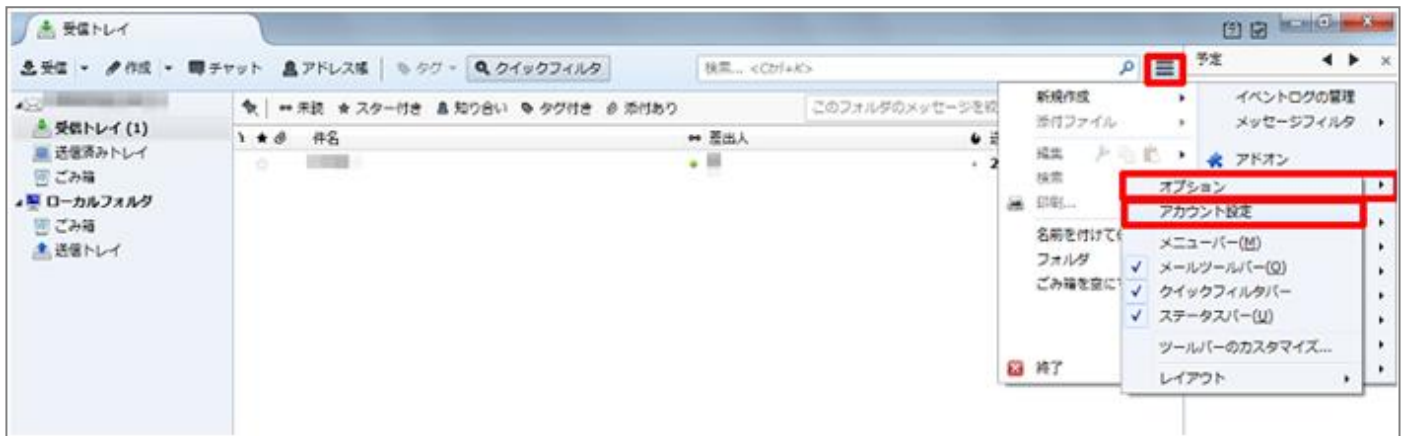 受信トレイ
受信 作成 チャット アドレス帳 タグ クイックフィルタ
検索... <Ctrl+K>
予定
未読 スター付き 知り合い タグ付き 添付あり
このフォルダのメッセージを
件名 差出人
受信トレイ (1)
送信済みトレイ
ごみ箱
ローカルフォルダ
ごみ箱
送信トレイ
新規作成
添付ファイル
編集
検索
印刷...
名前を付けて
フォルダ
ごみ箱を空に
終了
イベントログの管理
メッセージフィルタ
アドオン
オプション
アカウント設定
メニューバー(M)
メールツールバー(O)
クイックフィルタバー
ステータスバー(U)
ツールバーのカスタマイズ...
レイアウト